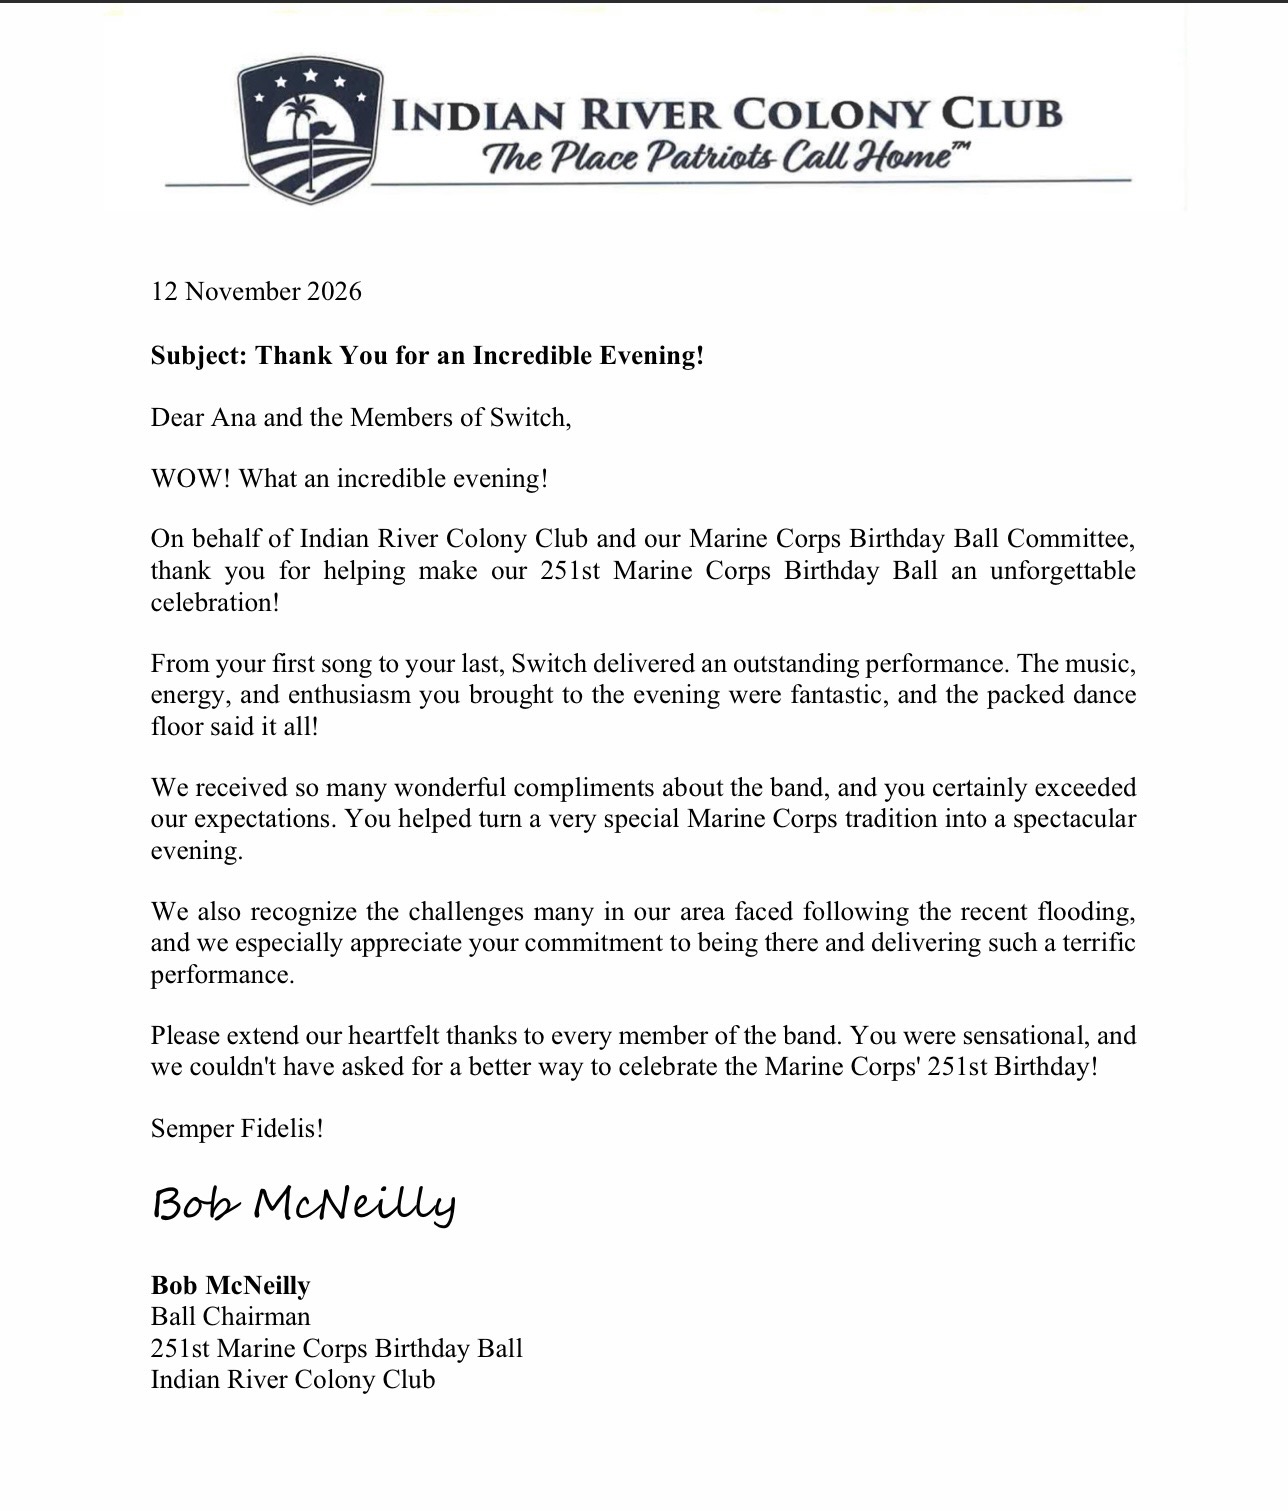 INDIAN RIVER COLONY CLUB
The Place Patriots Call Home™
12 November 2026
Subject: Thank You for an Incredible Evening!
Dear Ana and the Members of Switch,
WOW! What an incredible evening!
On behalf of Indian River Colony Club and our Marine Corps Birthday Ball Committee,
thank you for helping make our 251st Marine Corps Birthday Ball an unforgettable
celebration!
From your first song to your last, Switch delivered an outstanding performance. The music,
energy, and enthusiasm you brought to the evening were fantastic, and the packed dance
floor said it all!
We received so many wonderful compliments about the band, and you certainly exceeded
our expectations. You helped turn a very special Marine Corps tradition into a spectacular
evening.
We also recognize the challenges many in our area faced following the recent flooding,
and we especially appreciate your commitment to being there and delivering such a terrific
performance.
Please extend our heartfelt thanks to every member of the band. You were sensational, and
we couldn't have asked for a better way to celebrate the Marine Corps' 251st Birthday!
Semper Fidelis!
Bob McNeilly
Bob McNeilly
Ball Chairman
251st Marine Corps Birthday Ball
Indian River Colony Club